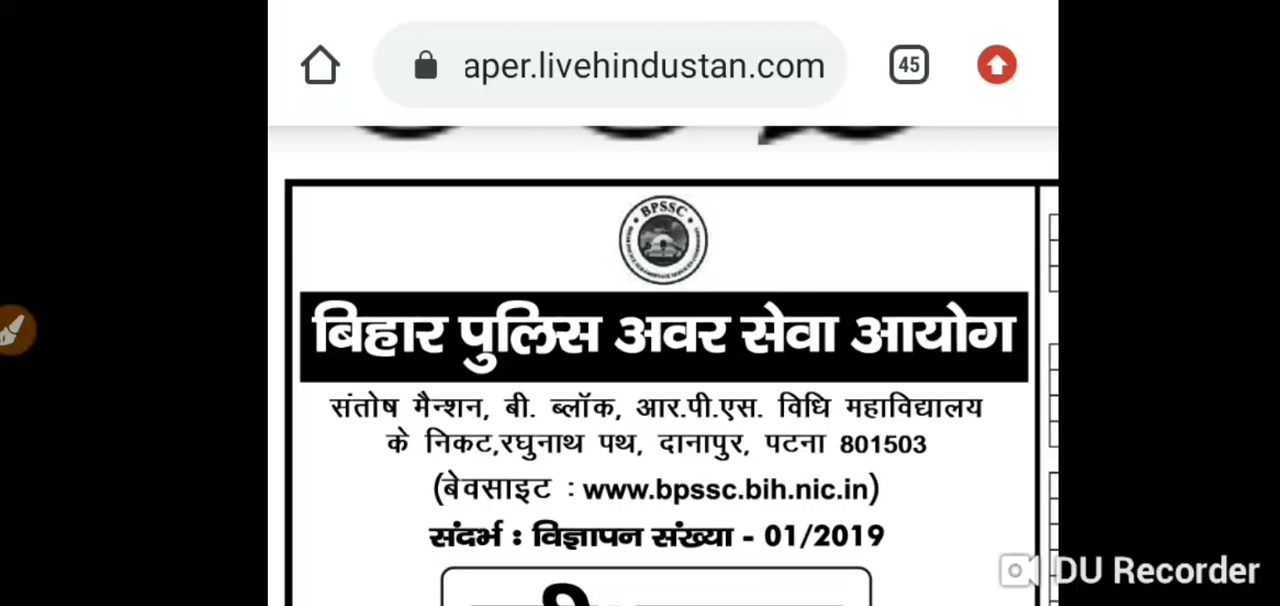 aper.livehindustan.com
45
BPSSC
बिहार पुलिस अवर सेवा आयोग
संतोष मैन्शन, बी. ब्लॉक, आर.पी.एस. विधि महाविद्यालय
के निकट,रघुनाथ पथ, दानापुर, पटना 801503
(बेवसाइट : www.bpssc.bih.nic.in)
संदर्भ : विज्ञापन संख्या - 01/2019
DU Recorder